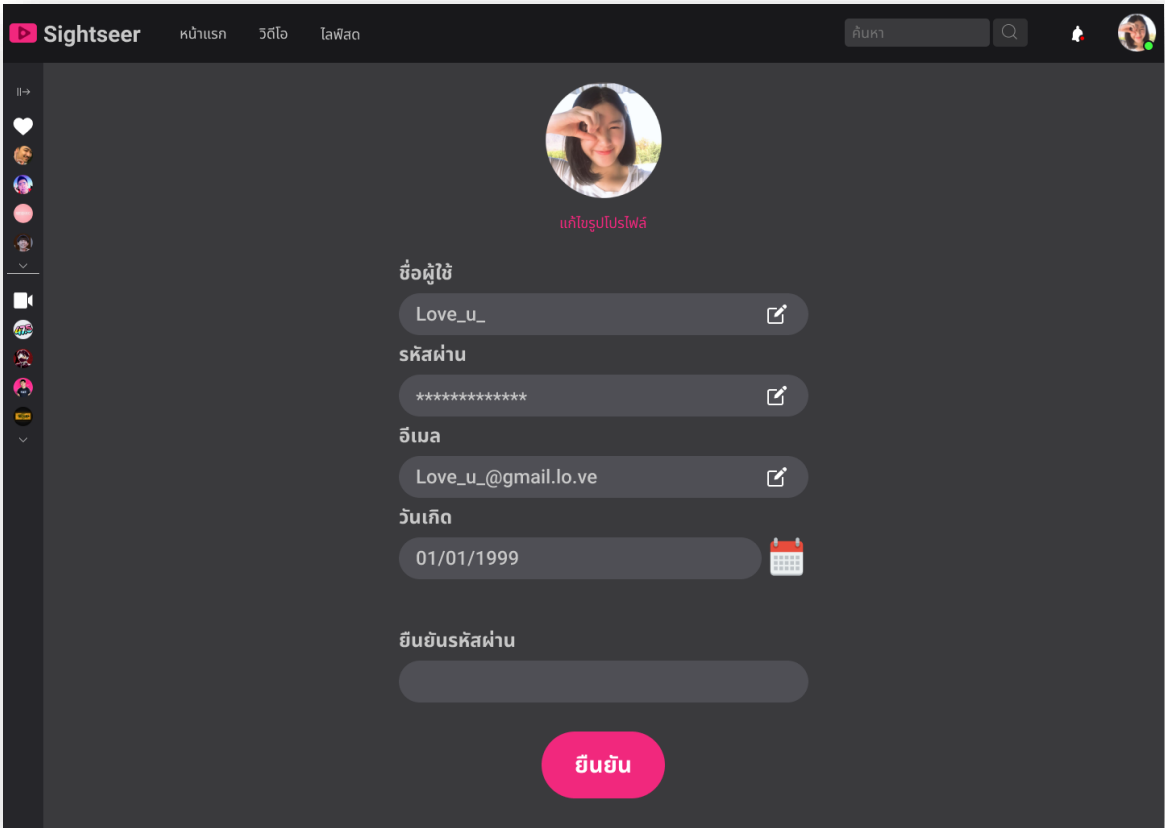 Sightseer
หน้าแรก
วิดีโอ
ไลฟ์สด
ค้นหา
แก้ไขรูปโปรไฟล์
ชื่อผู้ใช้
Love_u_
รหัสผ่าน
*************
อีเมล
Love_u_@gmail.lo.ve
วันเกิด
01/01/1999
ยืนยันรหัสผ่าน
ยืนยัน